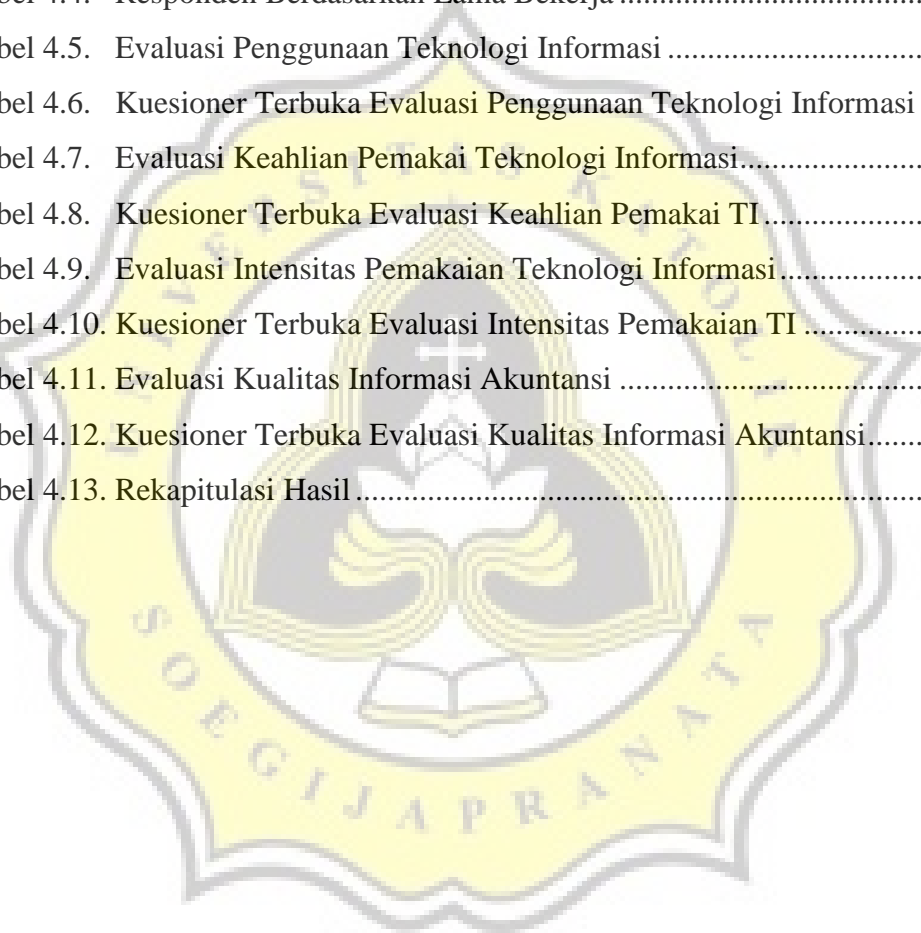 bel 4.4. Responden Berdasarkan Lama Bekerja ......................................
bel 4.5. Evaluasi Penggunaan Teknologi Informasi ................................
bel 4.6. Kuesioner Terbuka Evaluasi Penggunaan Teknologi Informasi
bel 4.7. Evaluasi Keahlian Pemakai Teknologi Informasi.......................
bel 4.8. Kuesioner Terbuka Evaluasi Keahlian Pemakai TI ....................
bel 4.9. Evaluasi Intensitas Pemakaian Teknologi Informasi ..................
bel 4.10. Kuesioner Terbuka Evaluasi Intensitas Pemakaian TI ...............
bel 4.11. Evaluasi Kualitas Informasi Akuntansi ......................................
bel 4.12. Kuesioner Terbuka Evaluasi Kualitas Informasi Akuntansi.......
bel 4.13. Rekapitulasi Hasil .......................................................................
UNIVERSITAS KATOLIK
SOEGIJAPRANATA